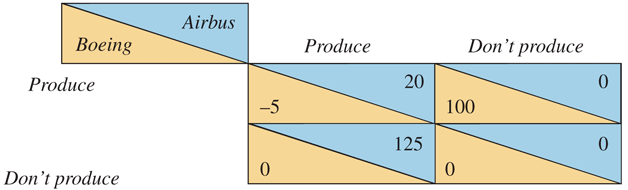 Airbus
Boeing
Produce Don't produce
Produce
20 0
–5 100
125 0
0 0
Don't produce